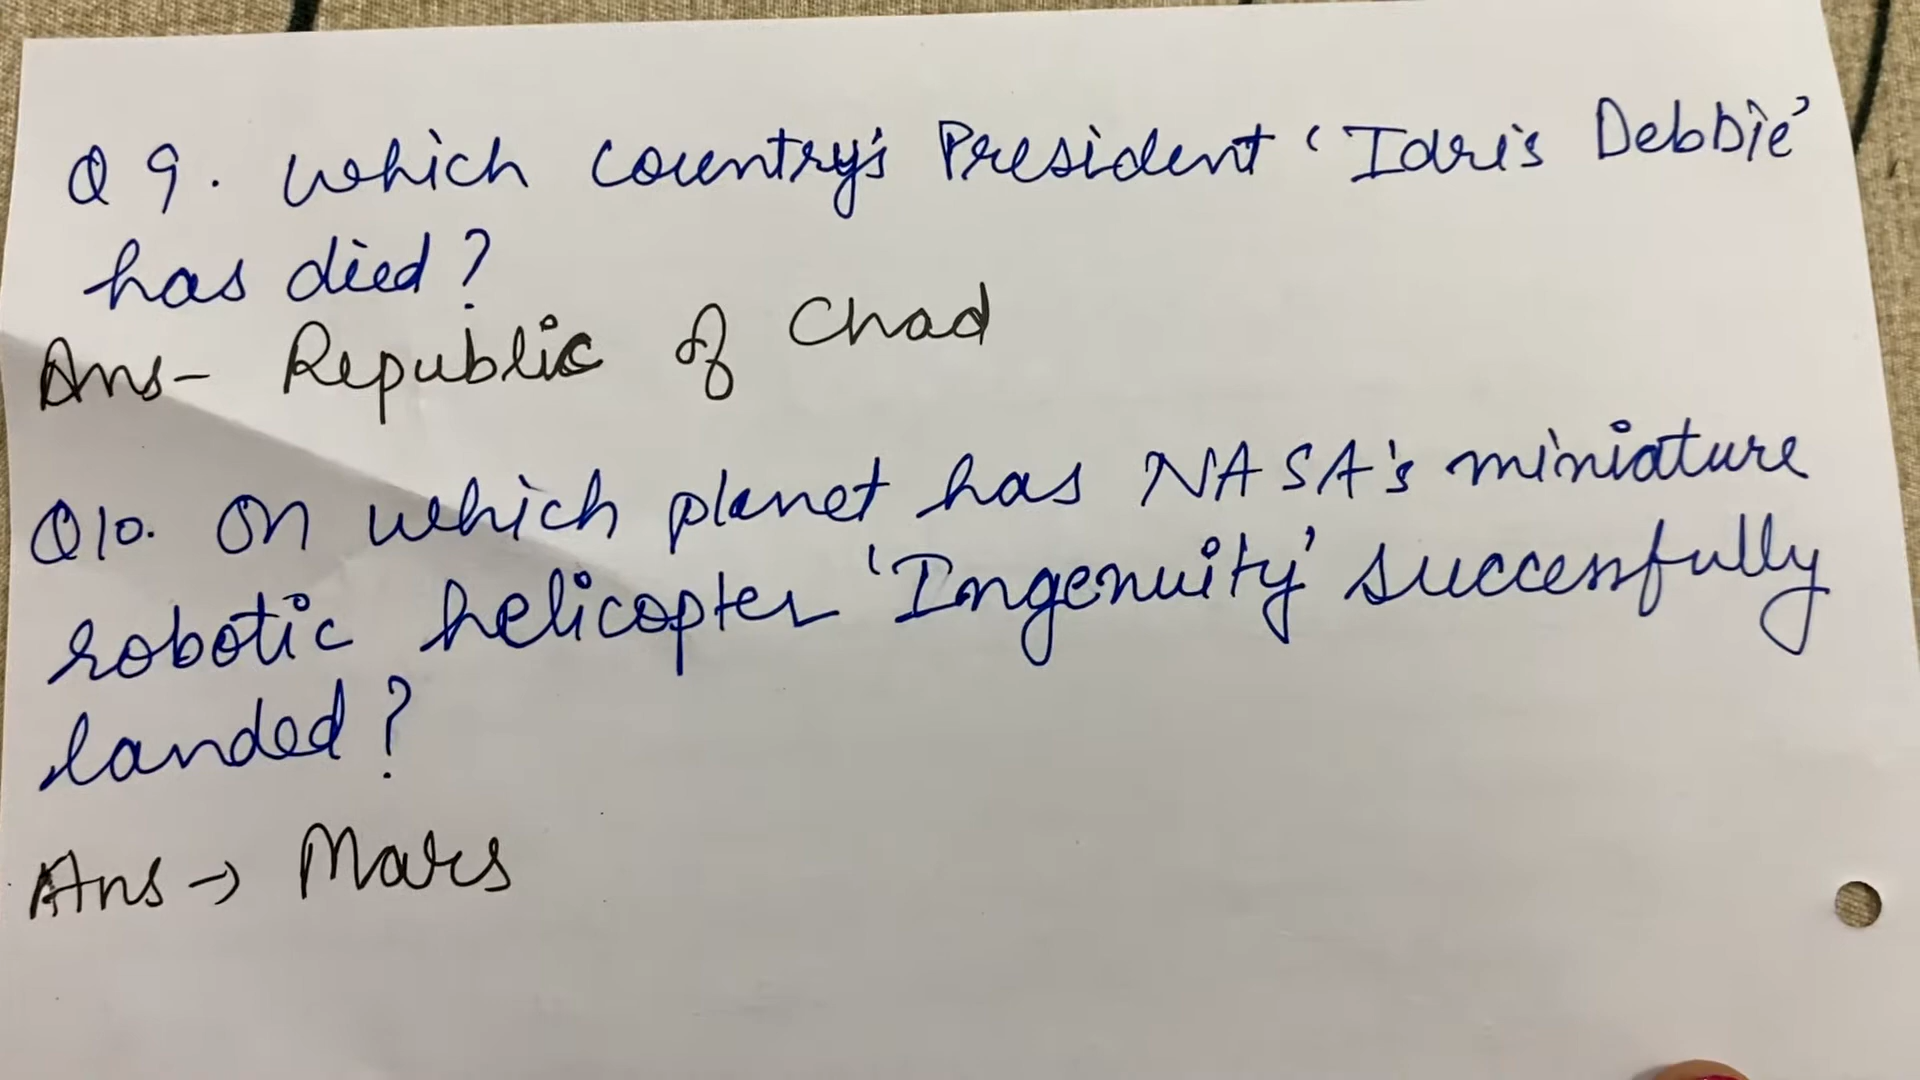 Q 9. Which country's President 'Idris Debbie'
has died?
Ans- Republic of Chad
Q10. On which planet has NASA's miniature
robotic helicopter 'Ingenuity' successfully
landed?
Ans → Mars